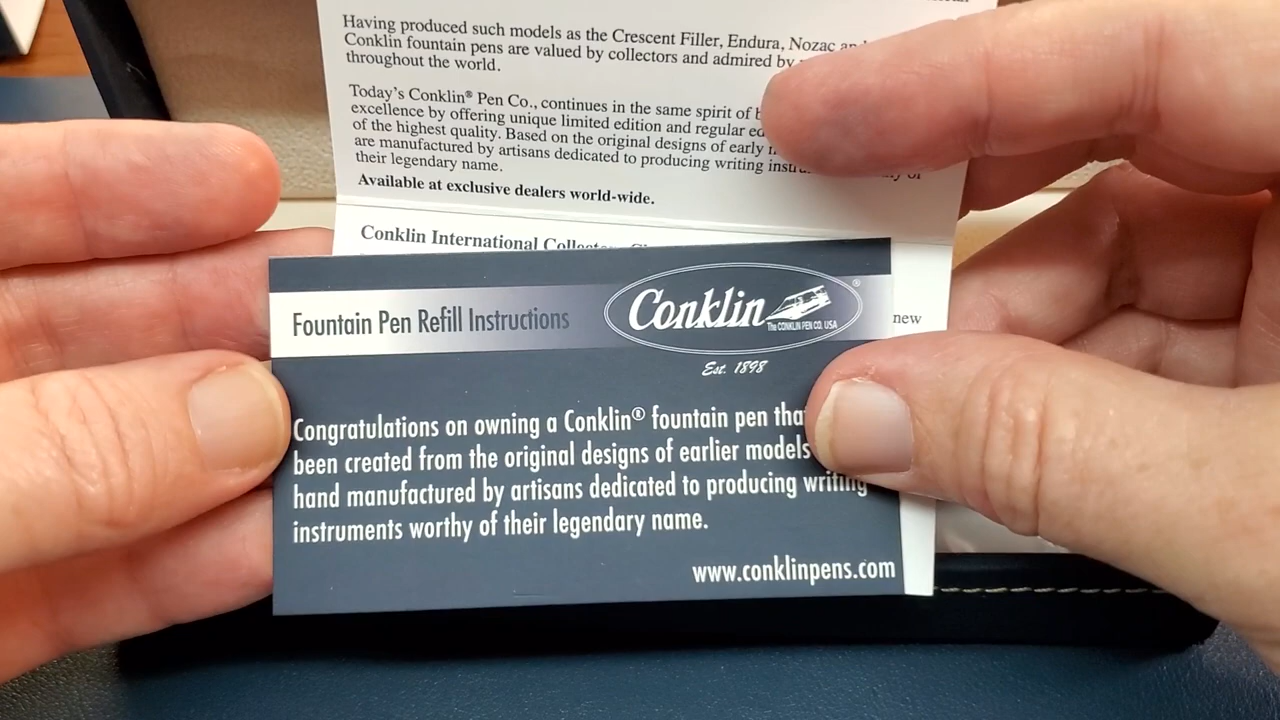 Having produced such models as the Crescent Filler, Endura, Nozac and
Conklin fountain pens are valued by collectors and admired by
throughout the world.
Today's Conklin® Pen Co., continues in the same spirit of
excellence by offering unique limited edition and regular
of the highest quality. Based on the original designs of early
are manufactured by artisans dedicated to producing writing of
their legendary name.
Available at exclusive dealers world-wide.
Conklin International
new
Fountain Pen Refill Instructions
Conklin®
The CONKLIN PEN CO. USA
Est. 1898
Congratulations on owning a Conklin® fountain pen
been created from the original designs of earlier models
hand manufactured by artisans dedicated to producing writing
instruments worthy of their legendary name.
www.conklinpens.com